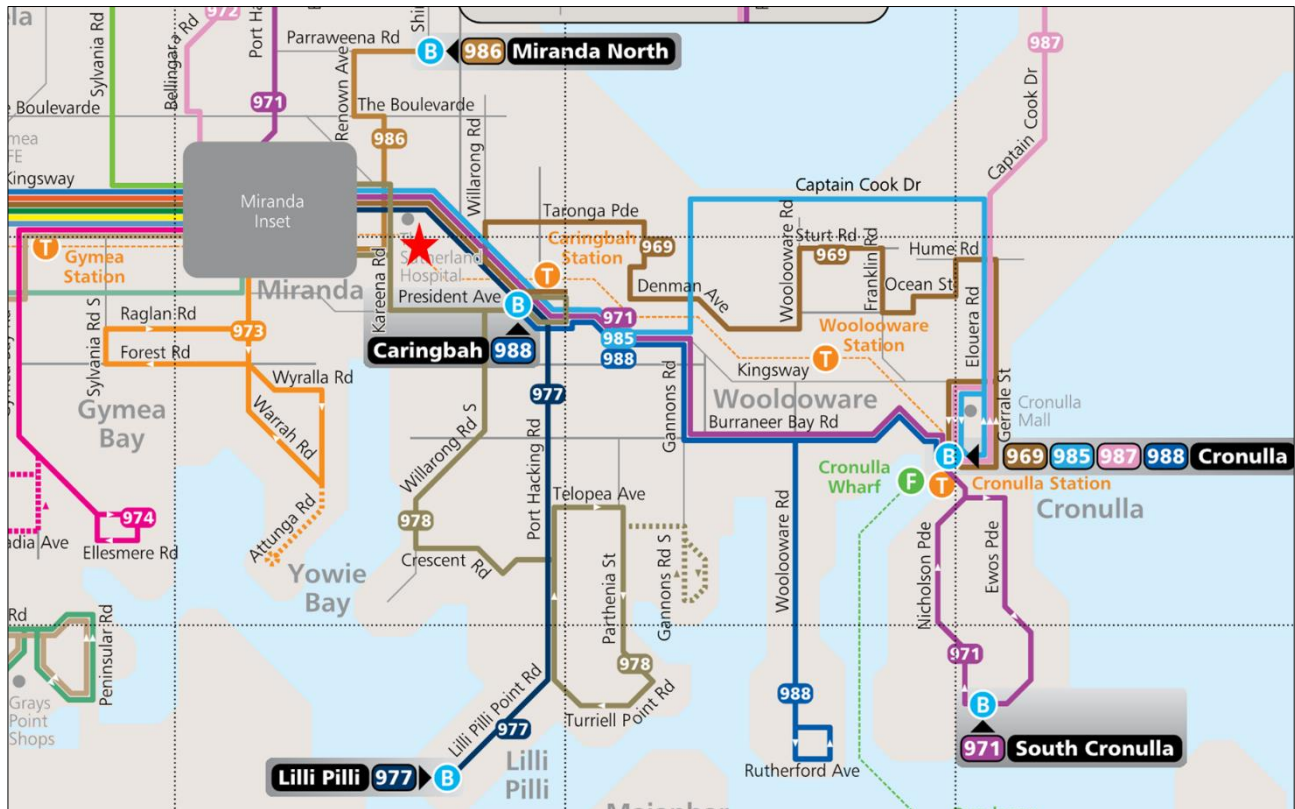 972
Port Ha
Shir
987
Sylvania Rd
Bellingara Rd
Parraweena Rd
B
986
Miranda North
Renown Ave
971
Boulevarde
The Boulevarde
986
Willarong Rd
Captain Cook Dr
Kingsway
Miranda
Inset
Captain Cook Dr
Taronga Pde
Woolooware Rd
Sturt Rd
969
Franklin Rd
Hume Rd
T
Gymea
Station
Sutherland
Hospital
Caringbah
Station
T
969
Denman Ave
Ocean St
Miranda
Kareena Rd
President Ave
B
Elouera Rd
Sylvania Rd S
Raglan Rd
973
971
985
988
Woolooware
Station
T
Caringbah
988
Forest Rd
Kingsway
Wyralla Rd
977
Gannons Rd
Woolooware
Gerrale St
Cronulla
Mall
Gymea
Bay
Warrah Rd
Willarong Rd S
Burraneer Bay Rd
B
969
985
987
988
Cronulla
Port Hacking Rd
Cronulla
Wharf
F
T
Cronulla Station
Cronulla
Attunga Rd
978
Telopea Ave
974
Ellesmere Rd
adia Ave
Crescent Rd
Yowie
Bay
Parthenia St
Gannons Rd S
Woolooware Rd
Nicholson Pde
Ewos Pde
Rd
Peninsular Rd
978
971
Grays
Point
Shops
Lilli Pilli Point Rd
977
Turriell Point Rd
988
B
971
South Cronulla
Lilli Pilli
977
B
Lilli
Pilli
Rutherford Ave